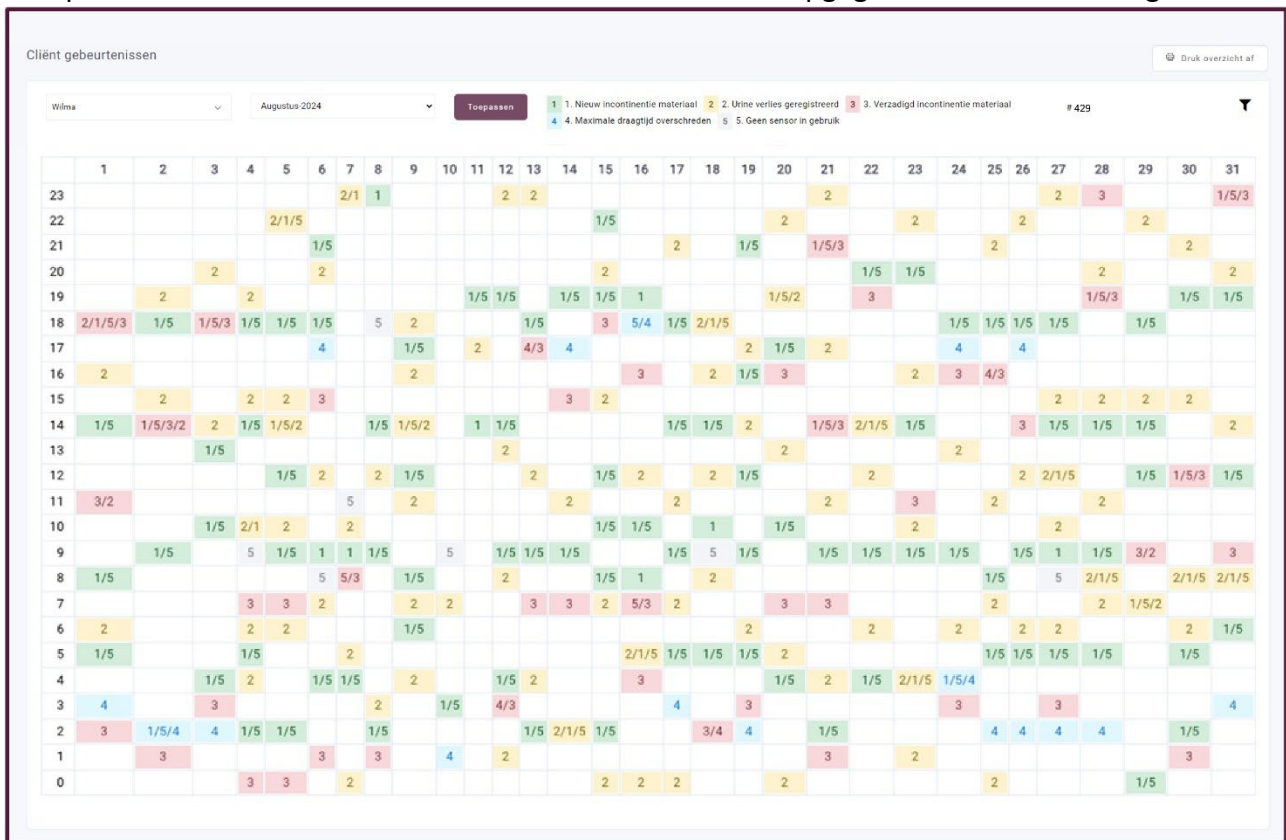 Cliënt gebeurtenissen
Druk overzicht af
Wilma Augustus-2024 Toepassen 1 1. Nieuw incontinentie materiaal 2 2. Urine verlies geregistreerd 3 3. Verzadigd incontinentie materiaal # 429
4 4. Maximale draagtijd overschreden 5 5. Geen sensor in gebruik
1 2 3 4 5 6 7 8 9 10 11 12 13 14 15 16 17 18 19 20 21 22 23 24 25 26 27 28 29 30 31
23 2/1 1 2 2 2 2 3 1/5/3
22 2/1/5 1/5 2 2 2 2
21 1/5 2 1/5 1/5/3 2 2
20 2 2 2 1/5 1/5 2 2
19 2 2 1/5 1/5 1/5 1/5 1 1/5/2 3 1/5/3 1/5 1/5
18 2/1/5/3 1/5 1/5/3 1/5 1/5 1/5 5 2 1/5 3 5/4 1/5 2/1/5 1/5 1/5 1/5 1/5 1/5
17 4 1/5 2 4/3 4 2 1/5 2 4 4
16 2 2 3 2 1/5 3 2 3 4/3
15 2 2 2 3 3 2 2 2 2 2
14 1/5 1/5/3/2 2 1/5 1/5/2 1/5 1/5/2 1 1/5 1/5 1/5 2 1/5/3 2/1/5 1/5 3 1/5 1/5 1/5 2
13 1/5 2 2 2
12 1/5 2 2 1/5 2 1/5 2 2 1/5 2 2 2/1/5 1/5 1/5/3 1/5
11 3/2 5 2 2 2 2 3 2 2
10 1/5 2/1 2 2 1/5 1/5 1 1/5 2 2
9 1/5 5 1/5 1 1 1/5 5 1/5 1/5 1/5 1/5 5 1/5 1/5 1/5 1/5 1/5 1/5 1 1/5 3/2 3
8 1/5 5 5/3 1/5 2 1/5 1 2 1/5 5 2/1/5 2/1/5 2/1/5
7 3 3 2 2 2 3 3 2 5/3 2 3 3 2 2 1/5/2
6 2 2 2 1/5 2 2 2 2 2 2 1/5
5 1/5 1/5 2 2/1/5 1/5 1/5 1/5 2 1/5 1/5 1/5 1/5 1/5
4 1/5 2 1/5 1/5 2 1/5 2 3 1/5 2 1/5 2/1/5 1/5/4
3 4 3 2 1/5 4/3 4 3 3 3 4
2 3 1/5/4 4 1/5 1/5 1/5 1/5 2/1/5 1/5 3/4 4 1/5 4 4 4 4 1/5
1 3 3 3 4 2 3 2 3
0 3 3 2 2 2 2 2 2 1/5